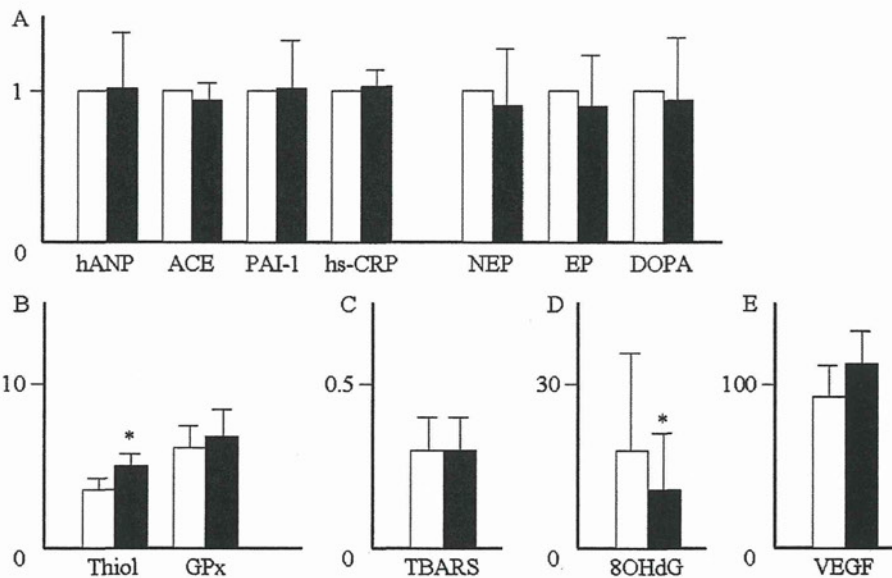 A
1
0
hANP ACE PAI-1 hs-CRP NEP EP DOPA
B C D E
10 0.5 30 100
* *
0 0 0 0
Thiol GPx TBARS 8OHdG VEGF